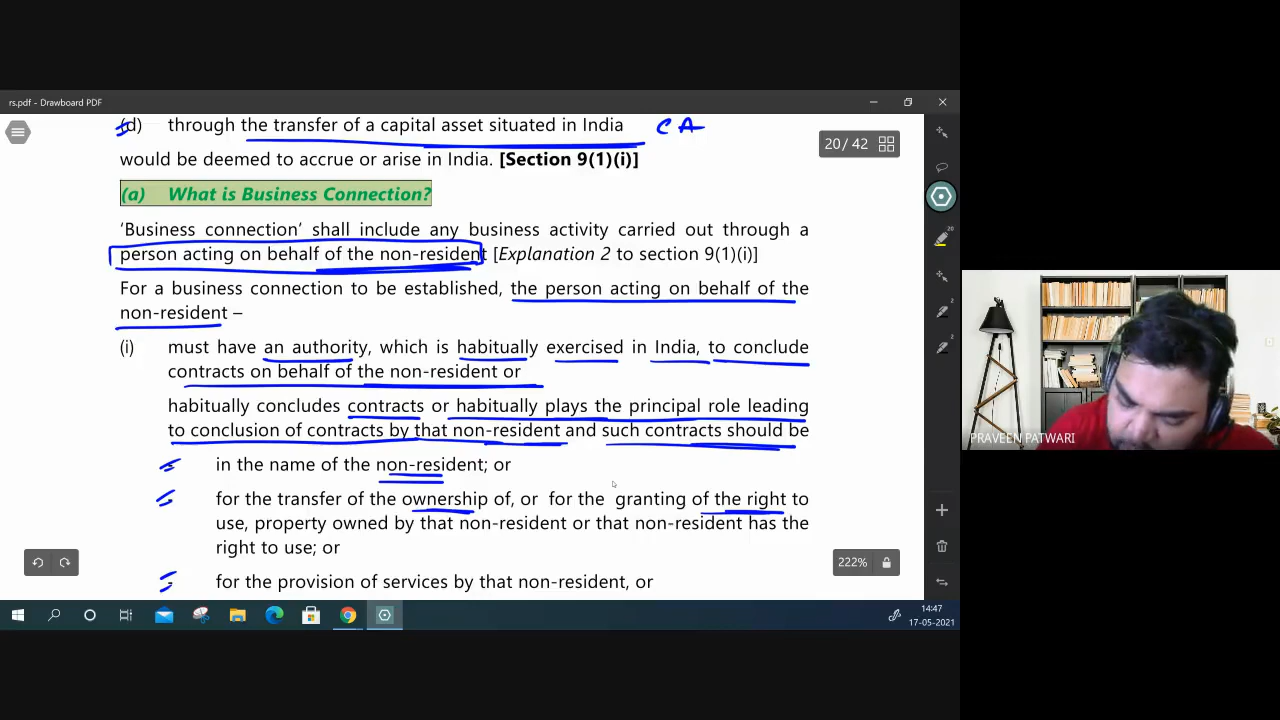 rs.pdf - Drawboard PDF
(d) through the transfer of a capital asset situated in India CA
20 / 42
would be deemed to accrue or arise in India. [Section 9(1)(i)]
(a) What is Business Connection?
‘Business connection’ shall include any business activity carried out through a
person acting on behalf of the non-resident [Explanation 2 to section 9(1)(i)]
For a business connection to be established, the person acting on behalf of the
non-resident –
(i) must have an authority, which is habitually exercised in India, to conclude
contracts on behalf of the non-resident or
habitually concludes contracts or habitually plays the principal role leading
to conclusion of contracts by that non-resident and such contracts should be
PRAVEEN PATWARI
in the name of the non-resident; or
for the transfer of the ownership of, or for the granting of the right to
use, property owned by that non-resident or that non-resident has the
right to use; or
222%
for the provision of services by that non-resident, or
14:47
17-05-2021